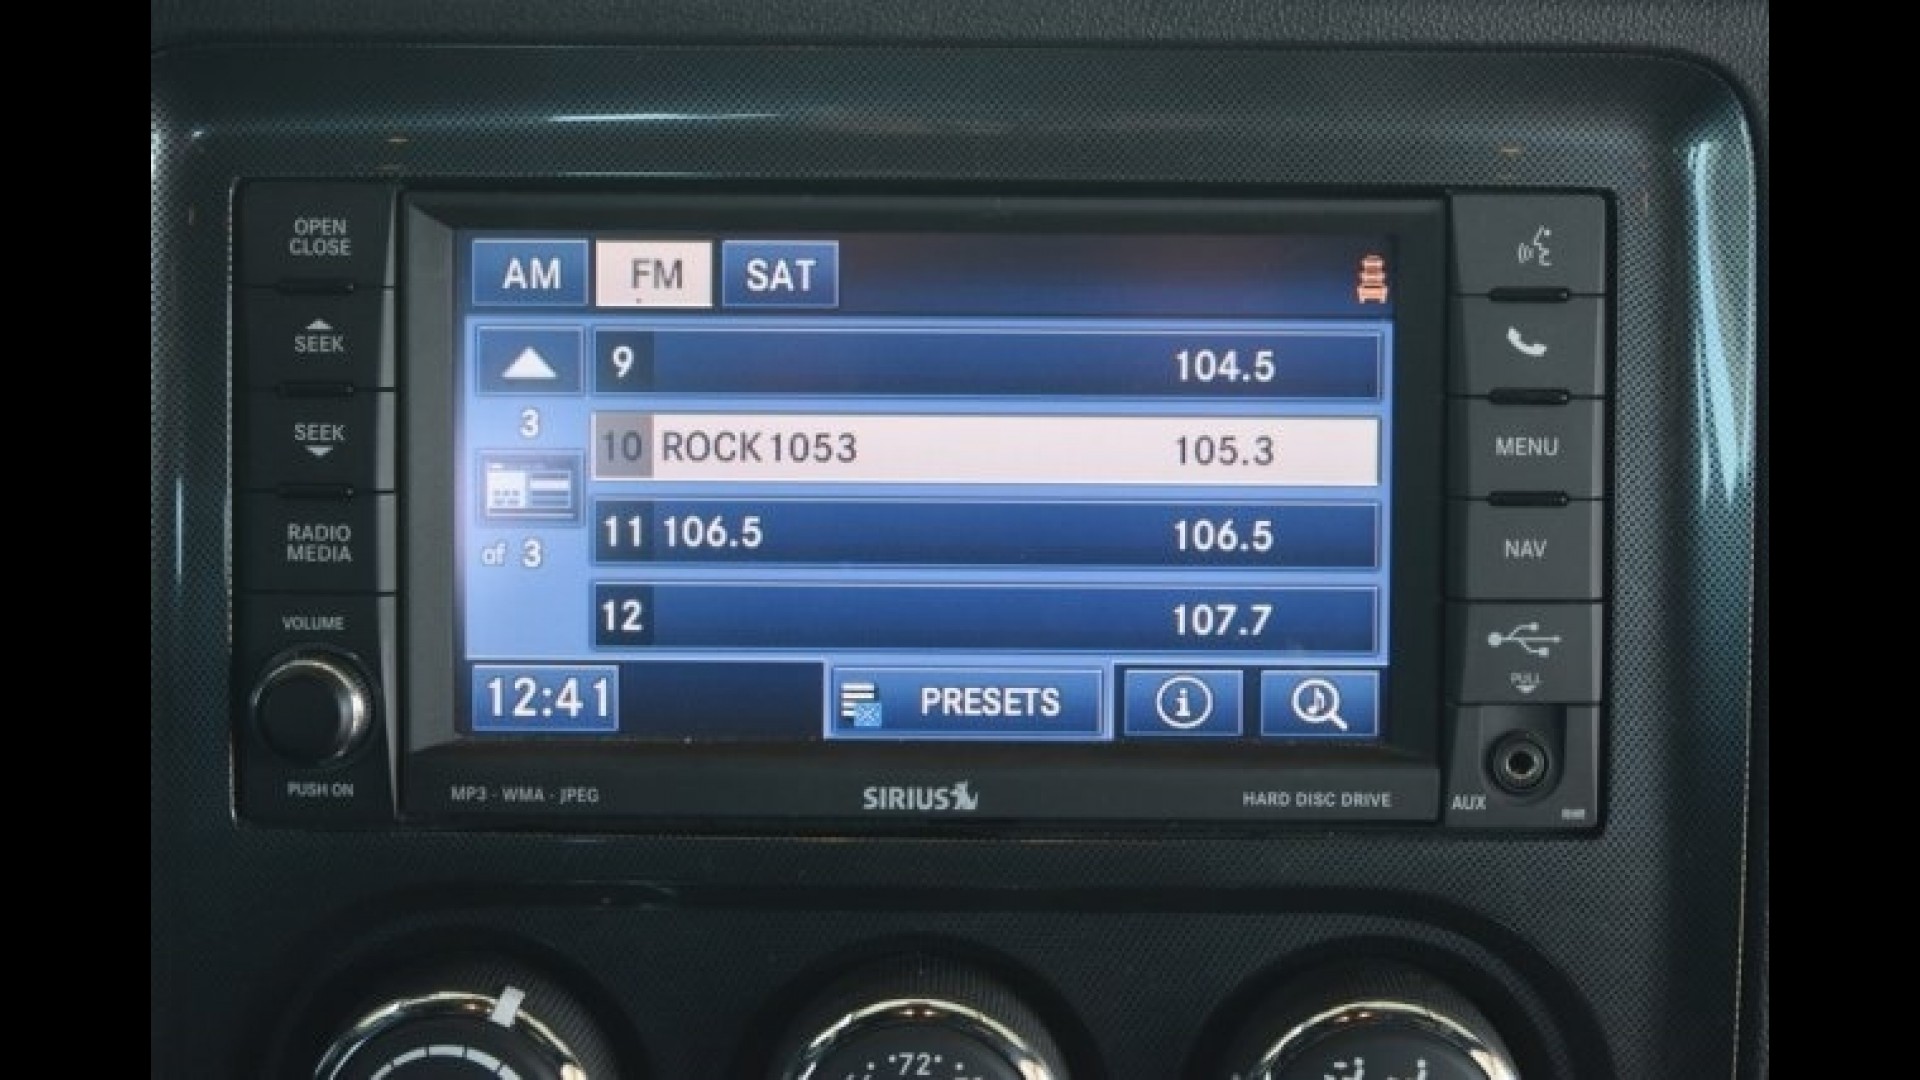 OPEN
CLOSE
SEEK
SEEK
RADIO
MEDIA
VOLUME
PUSH ON
AM FM SAT
9 104.5
3
10 ROCK1053 105.3
of 3
11 106.5 106.5
12 107.7
12:41 PRESETS i
MP3 - WMA - JPEG SIRIUS HARD DISC DRIVE
MENU
NAV
PULL
AUX
72